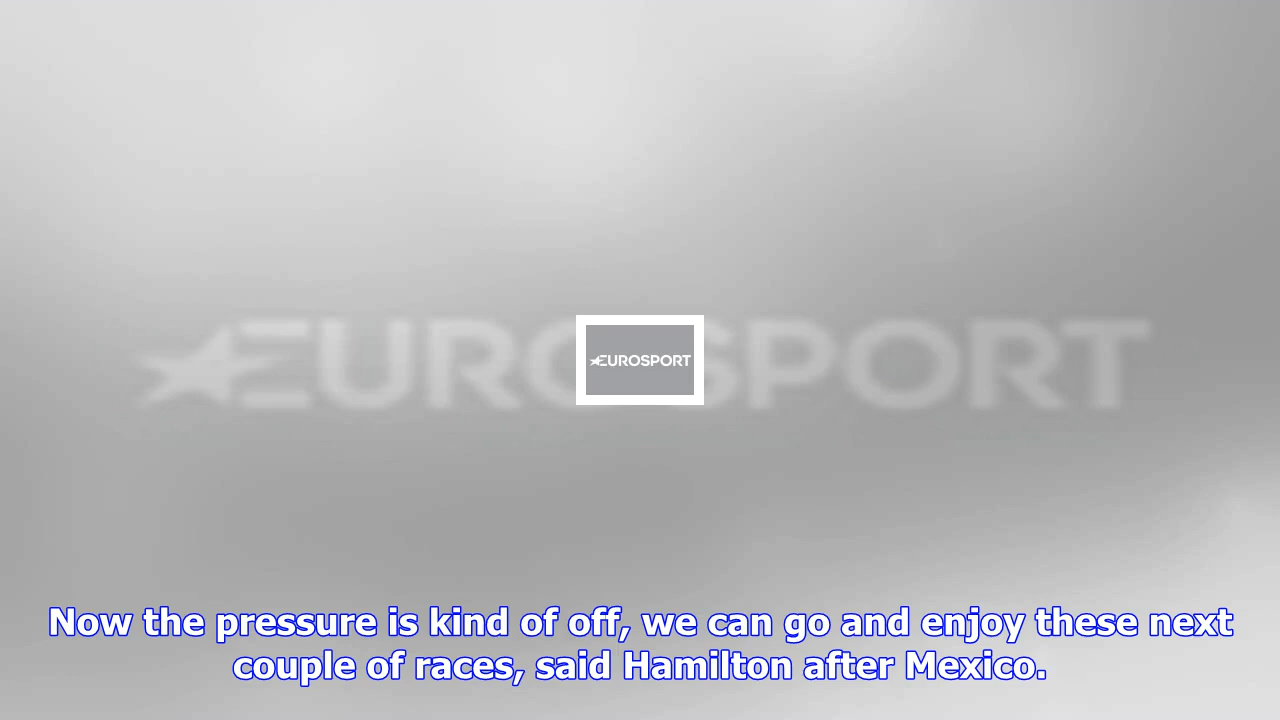 EUROSPORT
EUROSPORT
Now the pressure is kind of off, we can go and enjoy these next
couple of races, said Hamilton after Mexico.